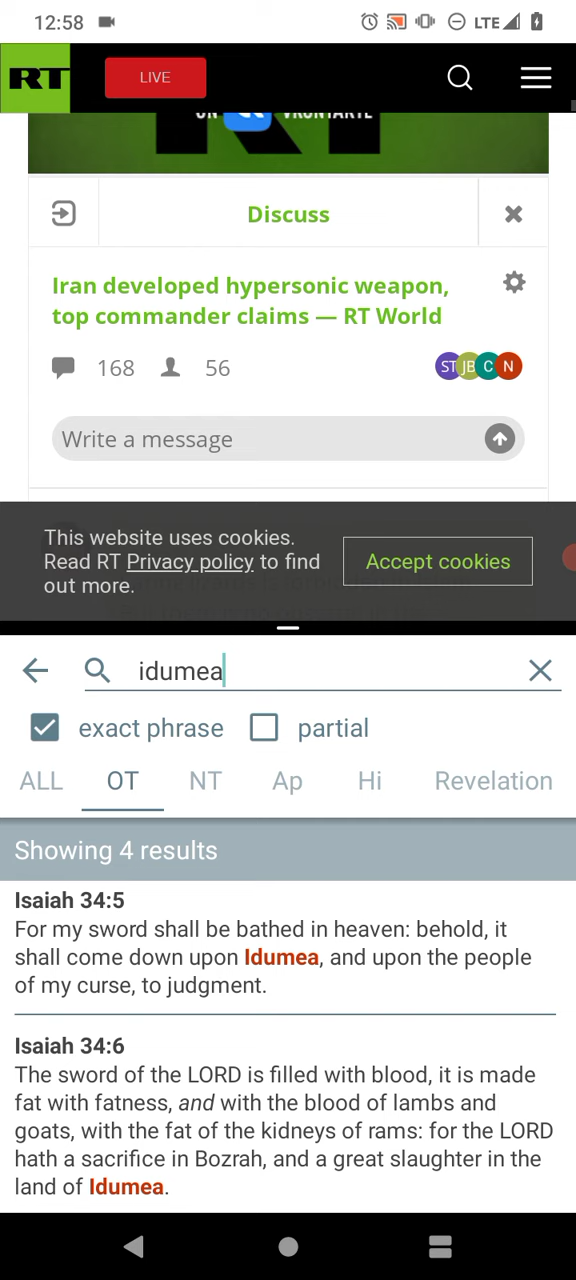 12:58
LTE
RT
LIVE
ON VKONTAKTE
Discuss
Iran developed hypersonic weapon,
top commander claims — RT World
168 56
ST JB C N
Write a message
This website uses cookies.
Read RT Privacy policy to find
out more.
Accept cookies
idumea
exact phrase partial
ALL OT NT Ap Hi Revelation
Showing 4 results
Isaiah 34:5
For my sword shall be bathed in heaven: behold, it
shall come down upon Idumea, and upon the people
of my curse, to judgment.
Isaiah 34:6
The sword of the LORD is filled with blood, it is made
fat with fatness, and with the blood of lambs and
goats, with the fat of the kidneys of rams: for the LORD
hath a sacrifice in Bozrah, and a great slaughter in the
land of Idumea.